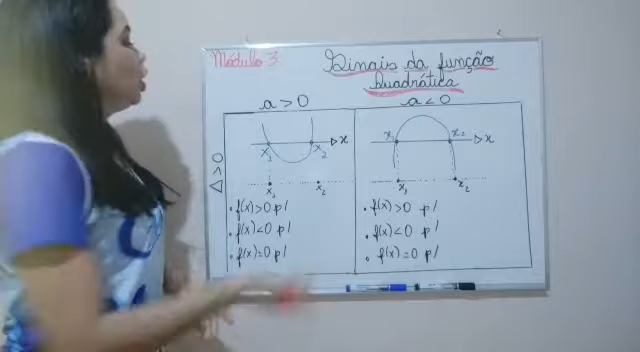 Módulo 3
Sinais da função
Quadrática
a > 0
a < 0
Δ > 0
x₁ x₂ x
x₁ x₂
• f(x) > 0 p/
• f(x) < 0 p/
• f(x) = 0 p/
x₁ x₂ x
x₁ x₂
• f(x) > 0 p/
• f(x) < 0 p/
• f(x) = 0 p/